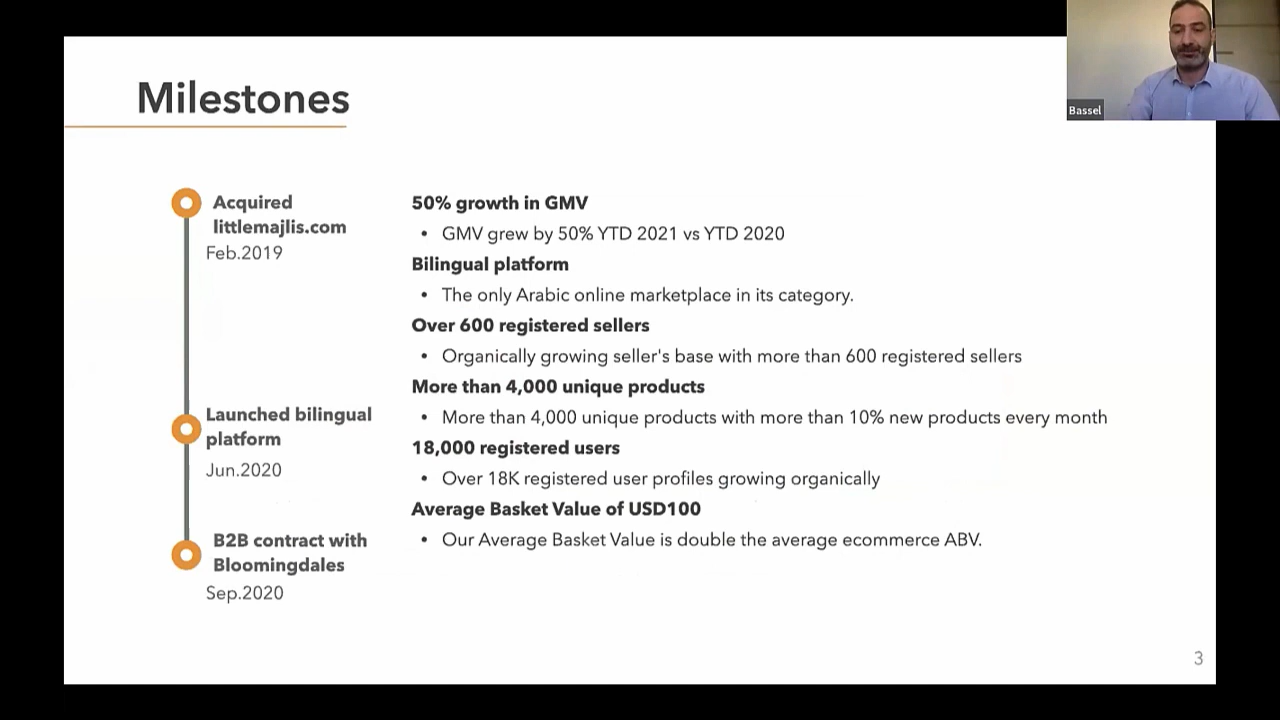 Milestones
Bassel
Acquired
littlemajlis.com
Feb.2019
Launched bilingual
platform
Jun.2020
B2B contract with
Bloomingdales
Sep.2020
50% growth in GMV
• GMV grew by 50% YTD 2021 vs YTD 2020
Bilingual platform
• The only Arabic online marketplace in its category.
Over 600 registered sellers
• Organically growing seller's base with more than 600 registered sellers
More than 4,000 unique products
• More than 4,000 unique products with more than 10% new products every month
18,000 registered users
• Over 18K registered user profiles growing organically
Average Basket Value of USD100
• Our Average Basket Value is double the average ecommerce ABV.
3